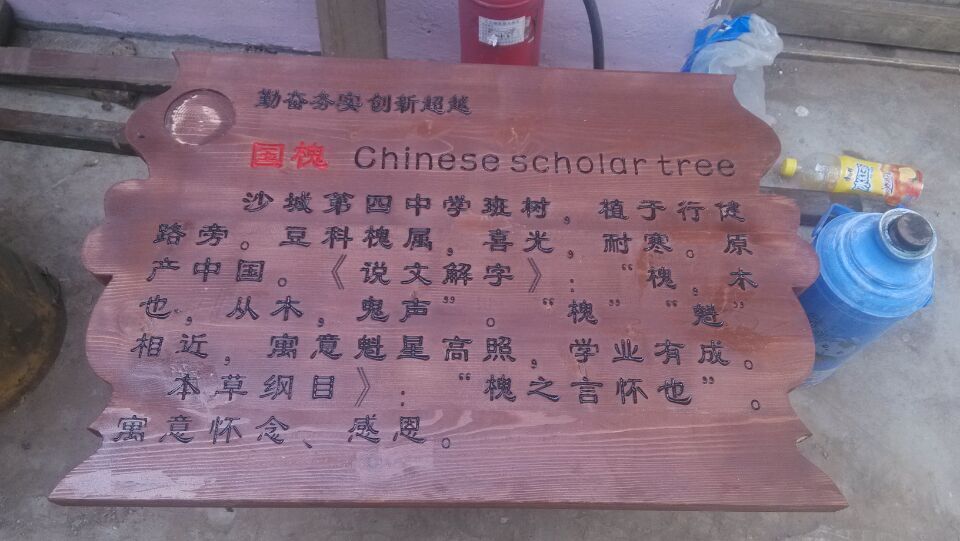 勤奋务实创新超越
国槐 Chinese scholar tree
沙城第四中学班树，植于行健
路旁。豆科槐属，喜光，耐寒。原
产中国。《说文解字》：“槐，木
也，从木，鬼声”。“槐”“魁”
相近，寓意魁星高照，学业有成。
本草纲目》：“槐之言怀也”。
寓意怀念、感恩。